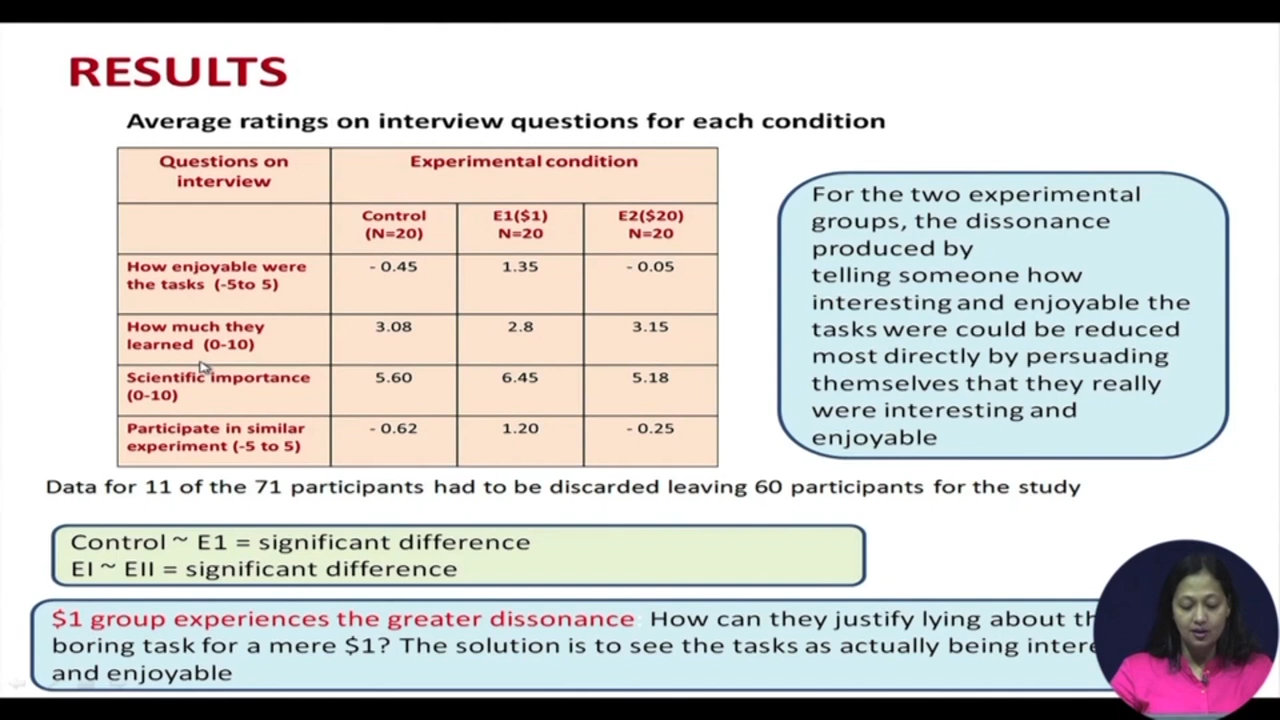 RESULTS
Average ratings on interview questions for each condition
Questions on interview
Experimental condition
Control (N=20)
E1($1) N=20
E2($20) N=20
How enjoyable were the tasks (-5to 5)
- 0.45
1.35
- 0.05
How much they learned (0-10)
3.08
2.8
3.15
Scientific importance (0-10)
5.60
6.45
5.18
Participate in similar experiment (-5 to 5)
- 0.62
1.20
- 0.25
For the two experimental
groups, the dissonance
produced by
telling someone how
interesting and enjoyable the
tasks were could be reduced
most directly by persuading
themselves that they really
were interesting and
enjoyable
Data for 11 of the 71 participants had to be discarded leaving 60 participants for the study
Control ~ E1 = significant difference
EI ~ EII = significant difference
$1 group experiences the greater dissonance: How can they justify lying about
boring task for a mere $1? The solution is to see the tasks as actually being
and enjoyable